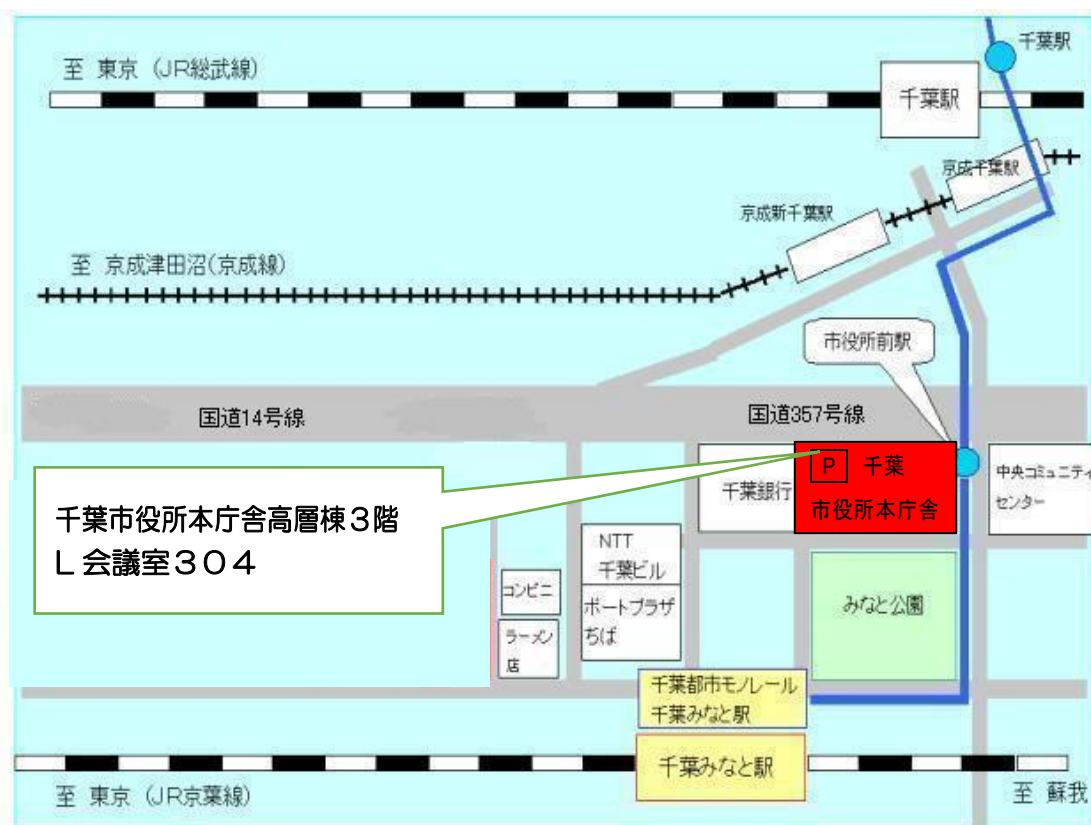 千葉駅
至 東京 (JR総武線)
千葉駅
京成千葉駅
京成新千葉駅
至 京成津田沼(京成線)
市役所前駅
国道14号線
国道357号線
P 千葉
市役所本庁舎
千葉銀行
中央コミュニティ
センター
千葉市役所本庁舎高層棟3階
L会議室304
NTT
千葉ビル
ポートプラザ
ちば
コンビニ
ラーメン
店
みなと公園
千葉都市モノレール
千葉みなと駅
千葉みなと駅
至 東京 (JR京葉線)
至 蘇我